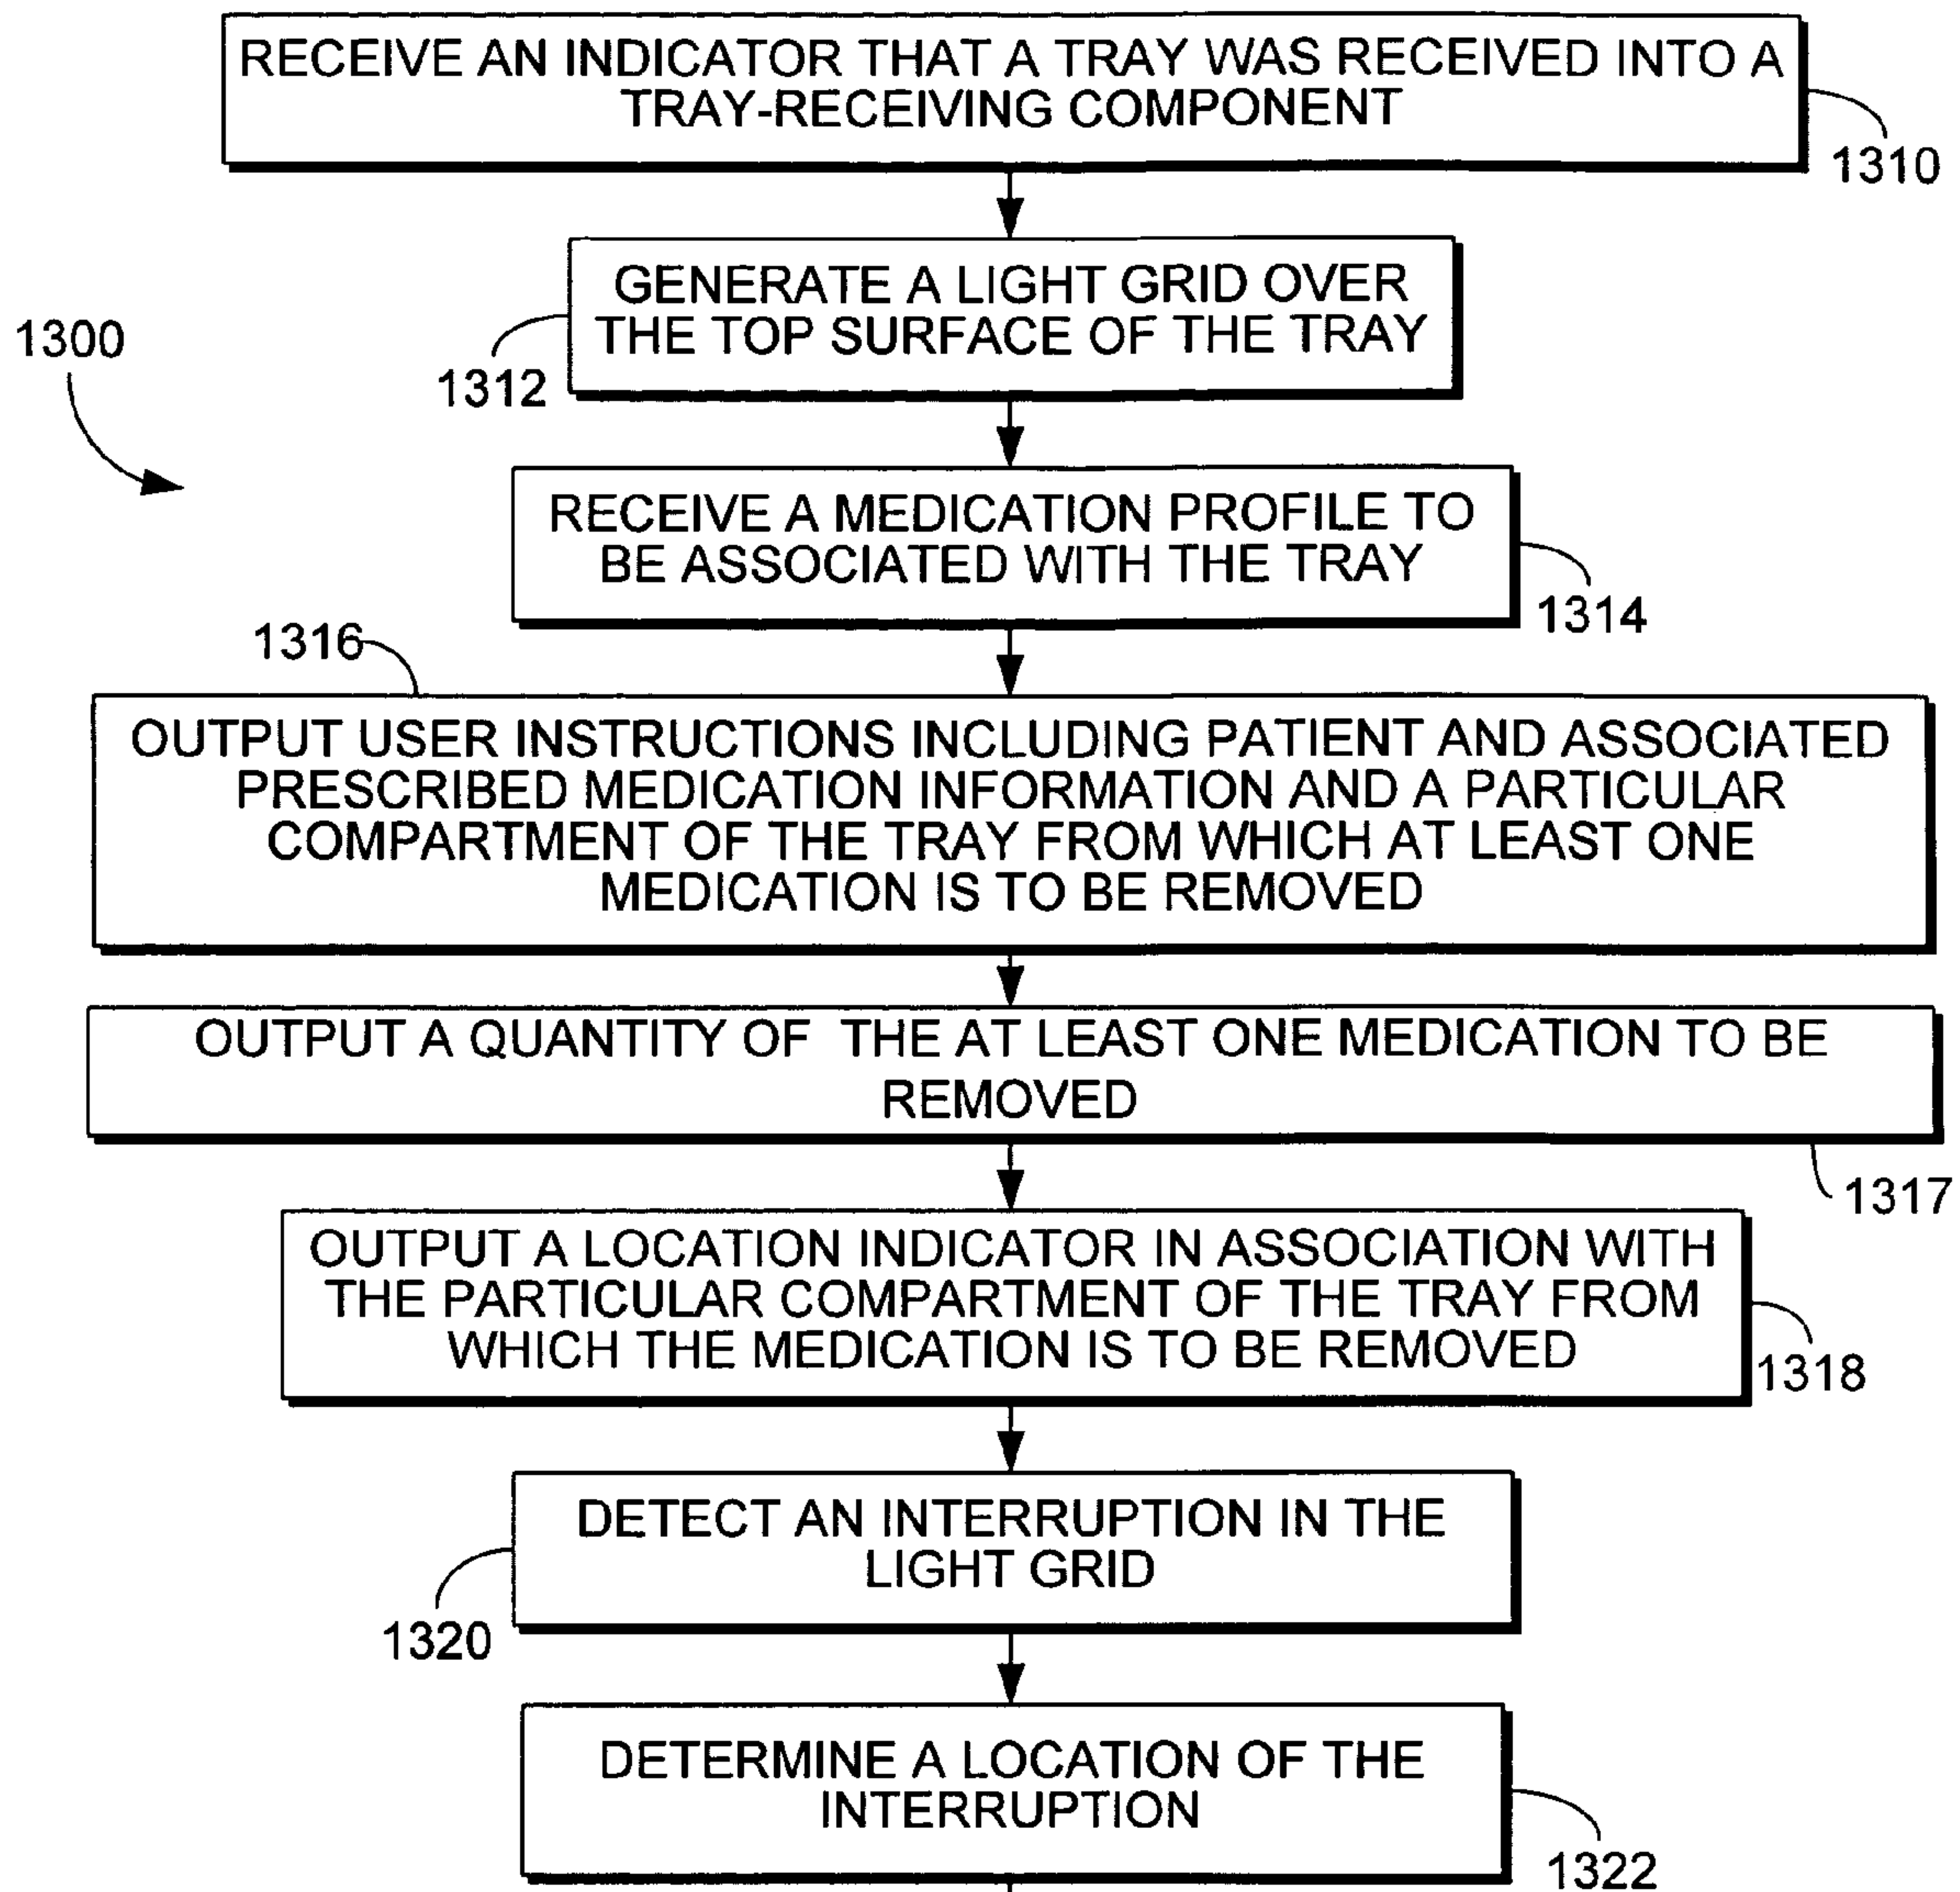 RECEIVE AN INDICATOR THAT A TRAY WAS RECEIVED INTO A
TRAY-RECEIVING COMPONENT
1310
GENERATE A LIGHT GRID OVER
THE TOP SURFACE OF THE TRAY
1300
1312
RECEIVE A MEDICATION PROFILE TO
BE ASSOCIATED WITH THE TRAY
1314
1316
OUTPUT USER INSTRUCTIONS INCLUDING PATIENT AND ASSOCIATED
PRESCRIBED MEDICATION INFORMATION AND A PARTICULAR
COMPARTMENT OF THE TRAY FROM WHICH AT LEAST ONE
MEDICATION IS TO BE REMOVED
OUTPUT A QUANTITY OF THE AT LEAST ONE MEDICATION TO BE
REMOVED
1317
OUTPUT A LOCATION INDICATOR IN ASSOCIATION WITH
THE PARTICULAR COMPARTMENT OF THE TRAY FROM
WHICH THE MEDICATION IS TO BE REMOVED
1318
DETECT AN INTERRUPTION IN THE
LIGHT GRID
1320
DETERMINE A LOCATION OF THE
INTERRUPTION
1322